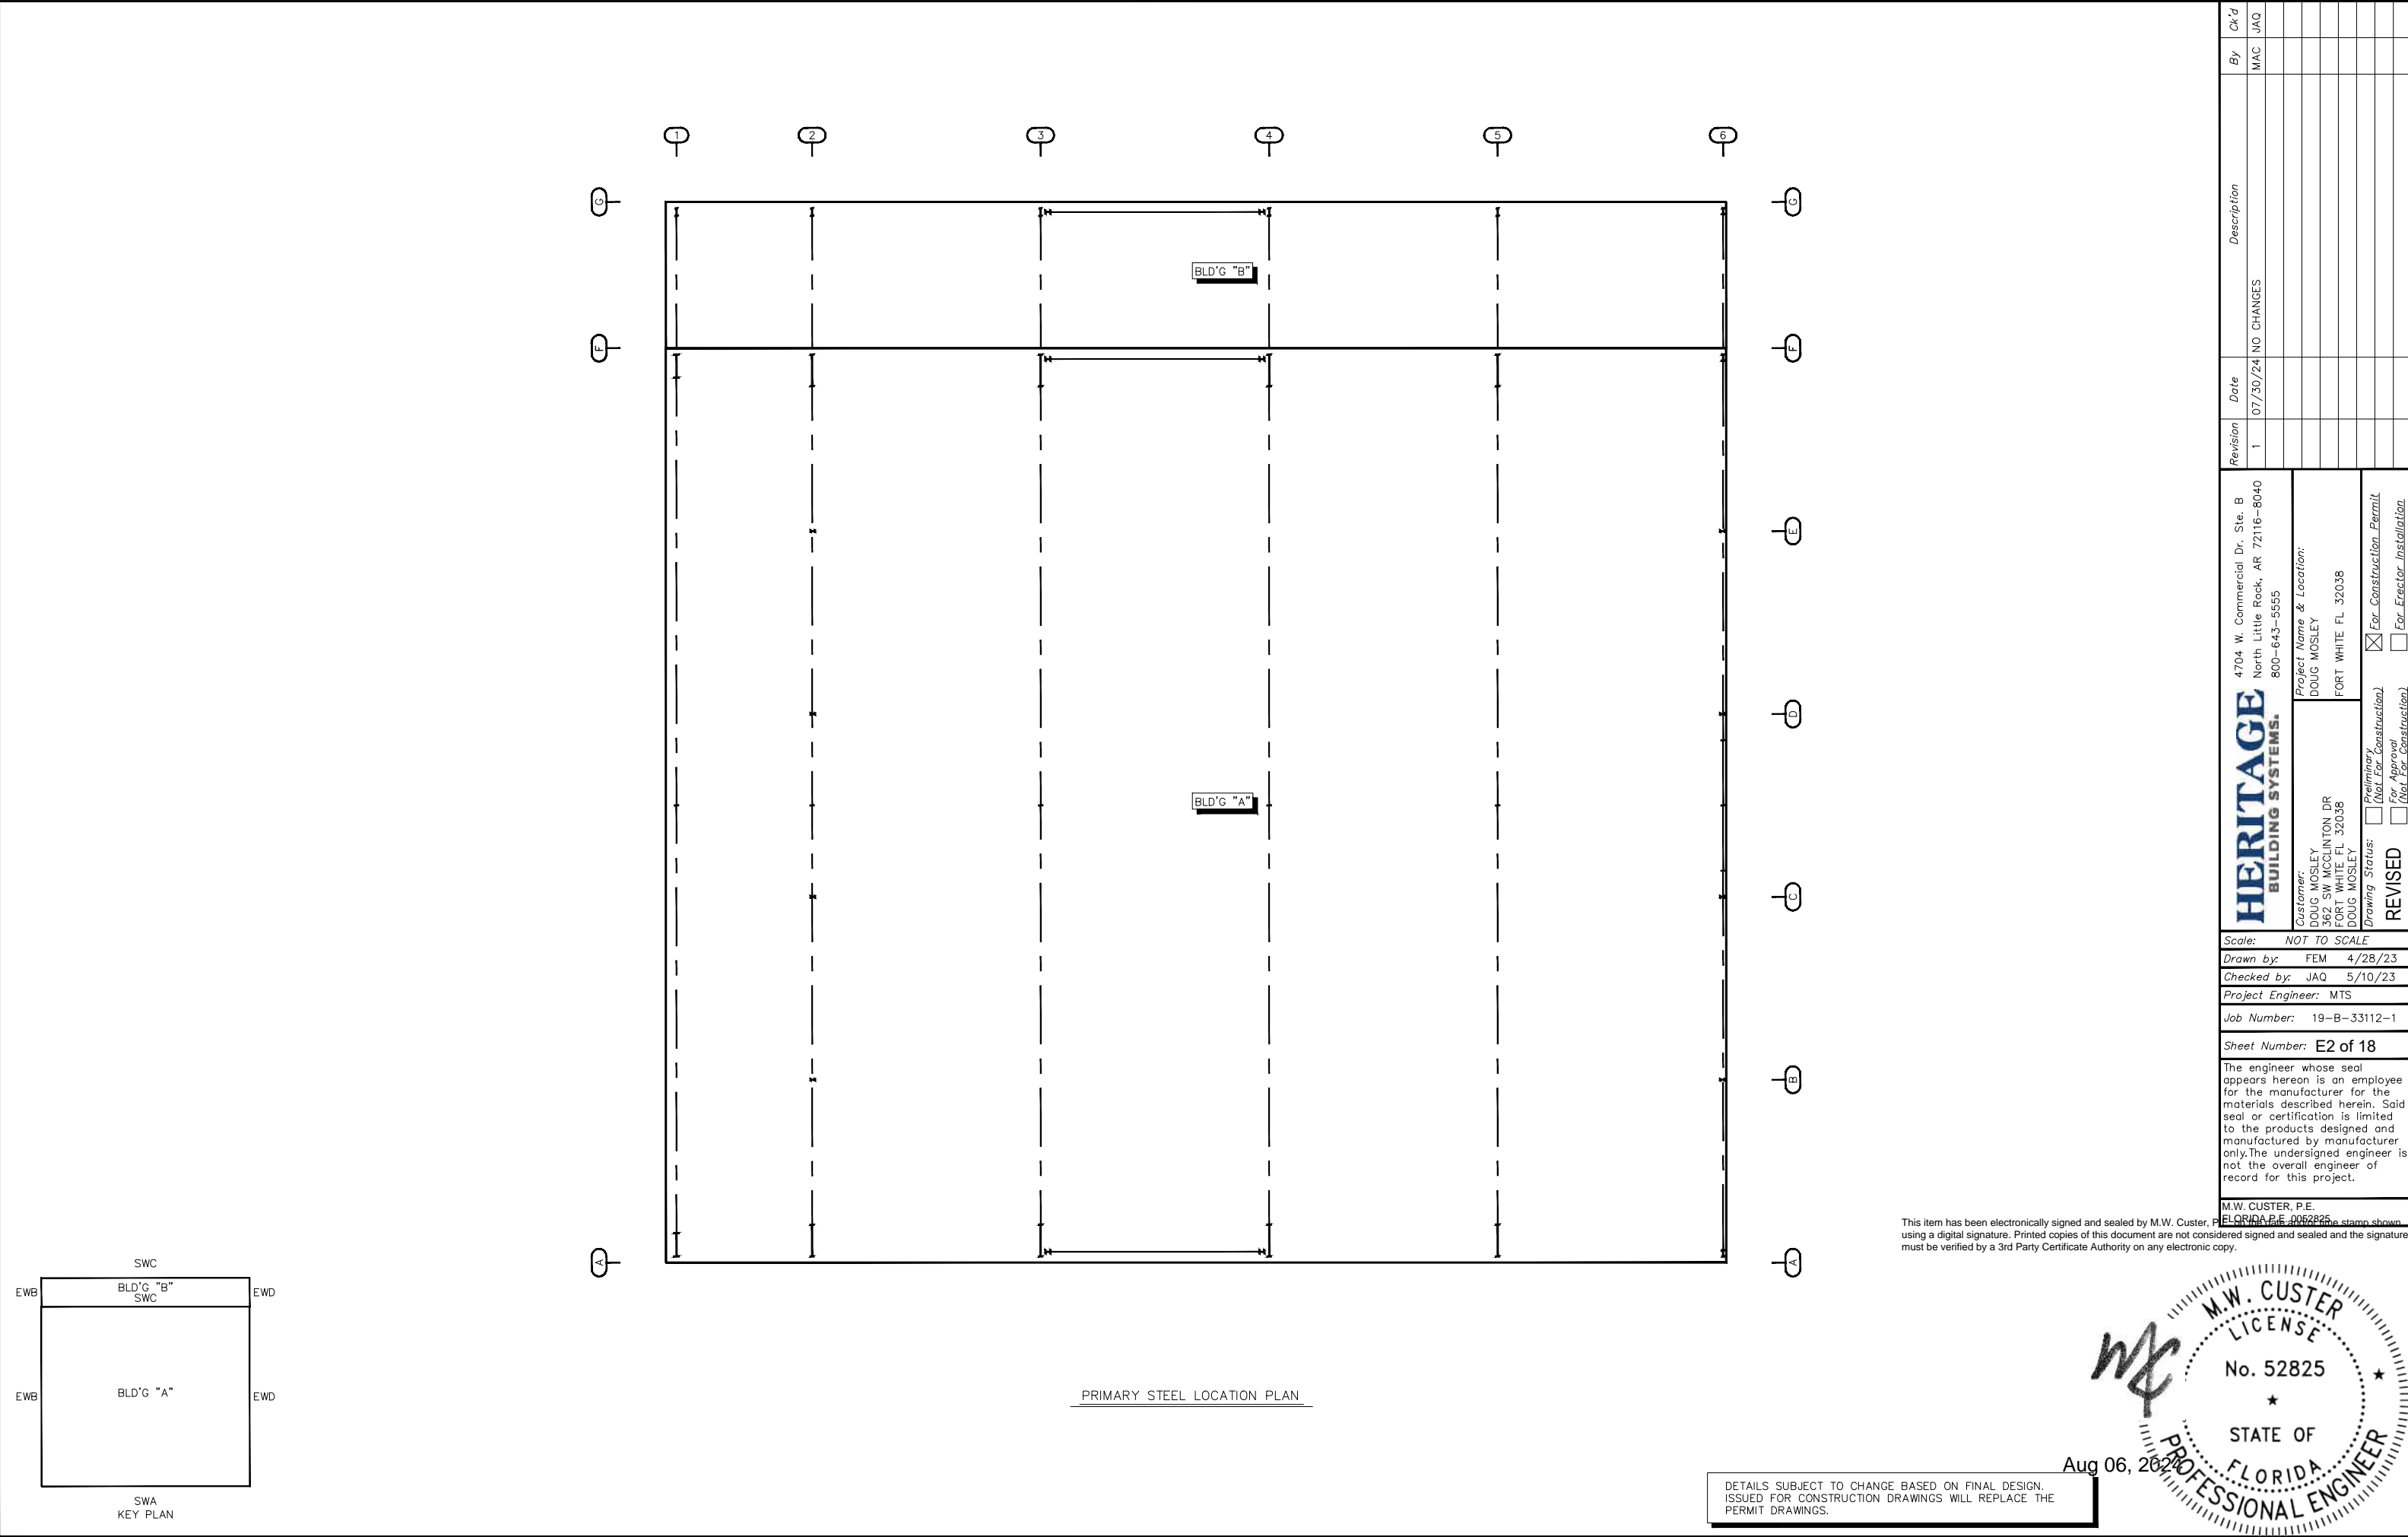 1
2
3
4
5
6
G
G
BLD'G "B"
F
F
E
D
BLD'G "A"
C
B
A
A
PRIMARY STEEL LOCATION PLAN
SWC
EWB
BLD'G "B"
EWD
SWC
EWB
BLD'G "A"
EWD
SWA
KEY PLAN
DETAILS SUBJECT TO CHANGE BASED ON FINAL DESIGN.
ISSUED FOR CONSTRUCTION DRAWINGS WILL REPLACE THE
PERMIT DRAWINGS.
Revision Date Description By Ck'd
1 07/30/24 NO CHANGES MAC JAQ
HERITAGE
BUILDING SYSTEMS.
4704 W. Commercial Dr. Ste. B
North Little Rock, AR 72116-8040
800-643-5555
Customer:
DOUG MOSLEY
362 SW MCCLINTON DR
FORT WHITE FL 32038
DOUG MOSLEY
Project Name & Location:
DOUG MOSLEY
FORT WHITE FL 32038
Drawing Status:
REVISED
Preliminary
(Not For Construction)
For Approval
(Not For Construction)
For Construction Permit
For Erector Installation
Scale: NOT TO SCALE
Drawn by: FEM 4/28/23
Checked by: JAQ 5/10/23
Project Engineer: MTS
Job Number: 19-B-33112-1
Sheet Number: E2 of 18
The engineer whose seal
appears hereon is an employee
for the manufacturer for the
materials described herein. Said
seal or certification is limited
to the products designed and
manufactured by manufacturer
only.The undersigned engineer is
not the overall engineer of
record for this project.
M.W. CUSTER, P.E.
FLORIDA P.E. 0052825
This item has been electronically signed and sealed by M.W. Custer, P.E. on the date and/or time stamp shown
using a digital signature. Printed copies of this document are not considered signed and sealed and the signature
must be verified by a 3rd Party Certificate Authority on any electronic copy.
M.W. CUSTER
LICENSE
No. 52825
STATE OF
FLORIDA
PROFESSIONAL ENGINEER
Aug 06, 2024